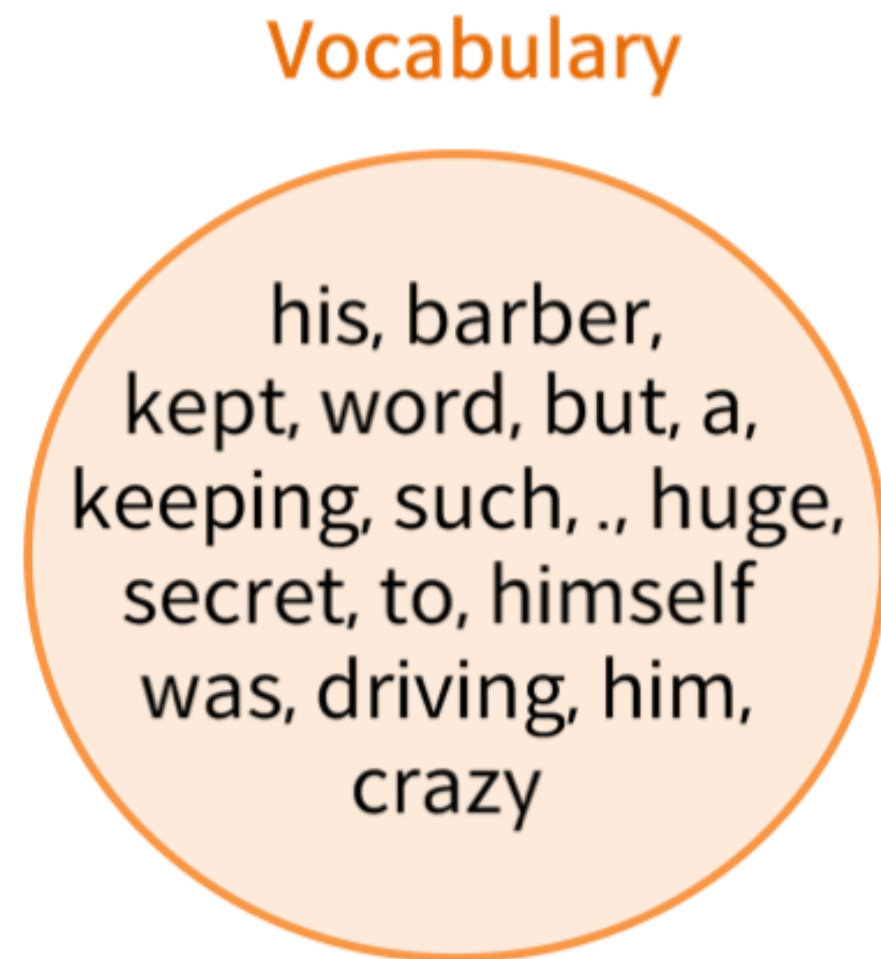 Vocabulary
his, barber,
kept, word, but, a,
keeping, such, ., huge,
secret, to, himself
was, driving, him,
crazy